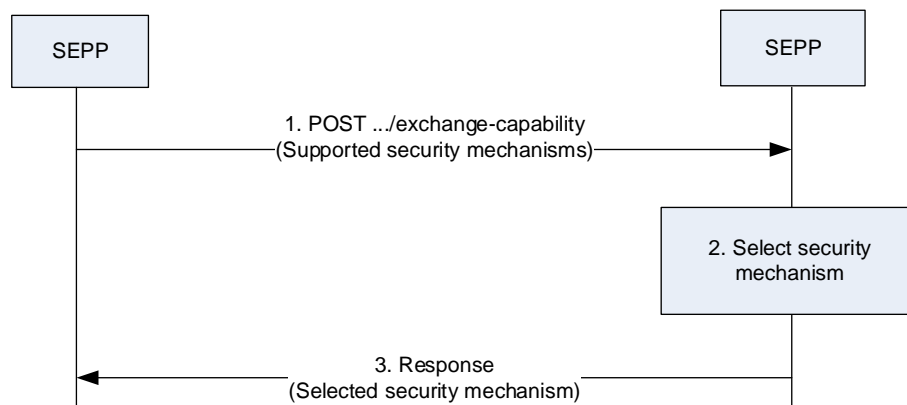 SEPP
SEPP
1. POST .../exchange-capability
(Supported security mechanisms)
2. Select security
mechanism
3. Response
(Selected security mechanism)